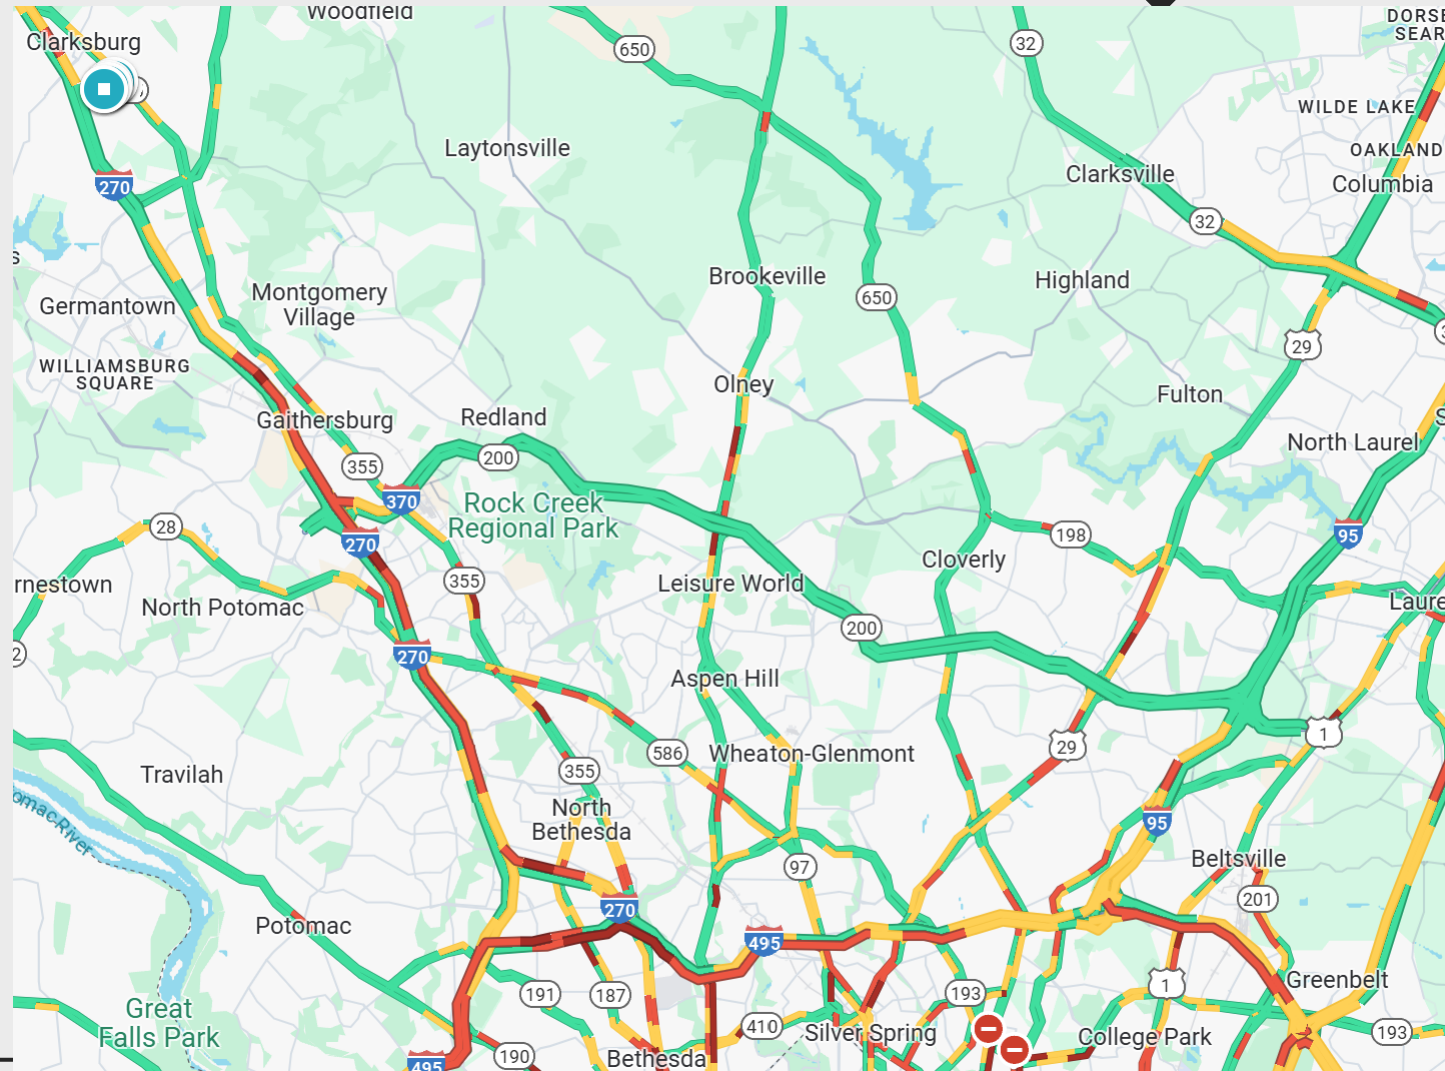 Woodfield
DORSE
SEAR
Clarksburg
650
32
WILDE LAKE
Laytonsville
OAKLAND
Clarksville
Columbia
270
32
s
Brookeville
Highland
Germantown
Montgomery
Village
650
29
WILLIAMSBURG
SQUARE
Olney
Fulton
Gaithersburg
Redland
North Laurel
S
355
200
370
Rock Creek
Regional Park
28
270
198
95
Cloverly
rnestown
355
Leisure World
North Potomac
Laure
200
2
270
Aspen Hill
1
29
586
Wheaton-Glenmont
Travilah
355
North
Bethesda
omac River
95
Beltsville
97
201
270
Potomac
495
Greenbelt
191
187
193
1
Great
Falls Park
410
Silver Spring
College Park
193
190
Bethesda
495